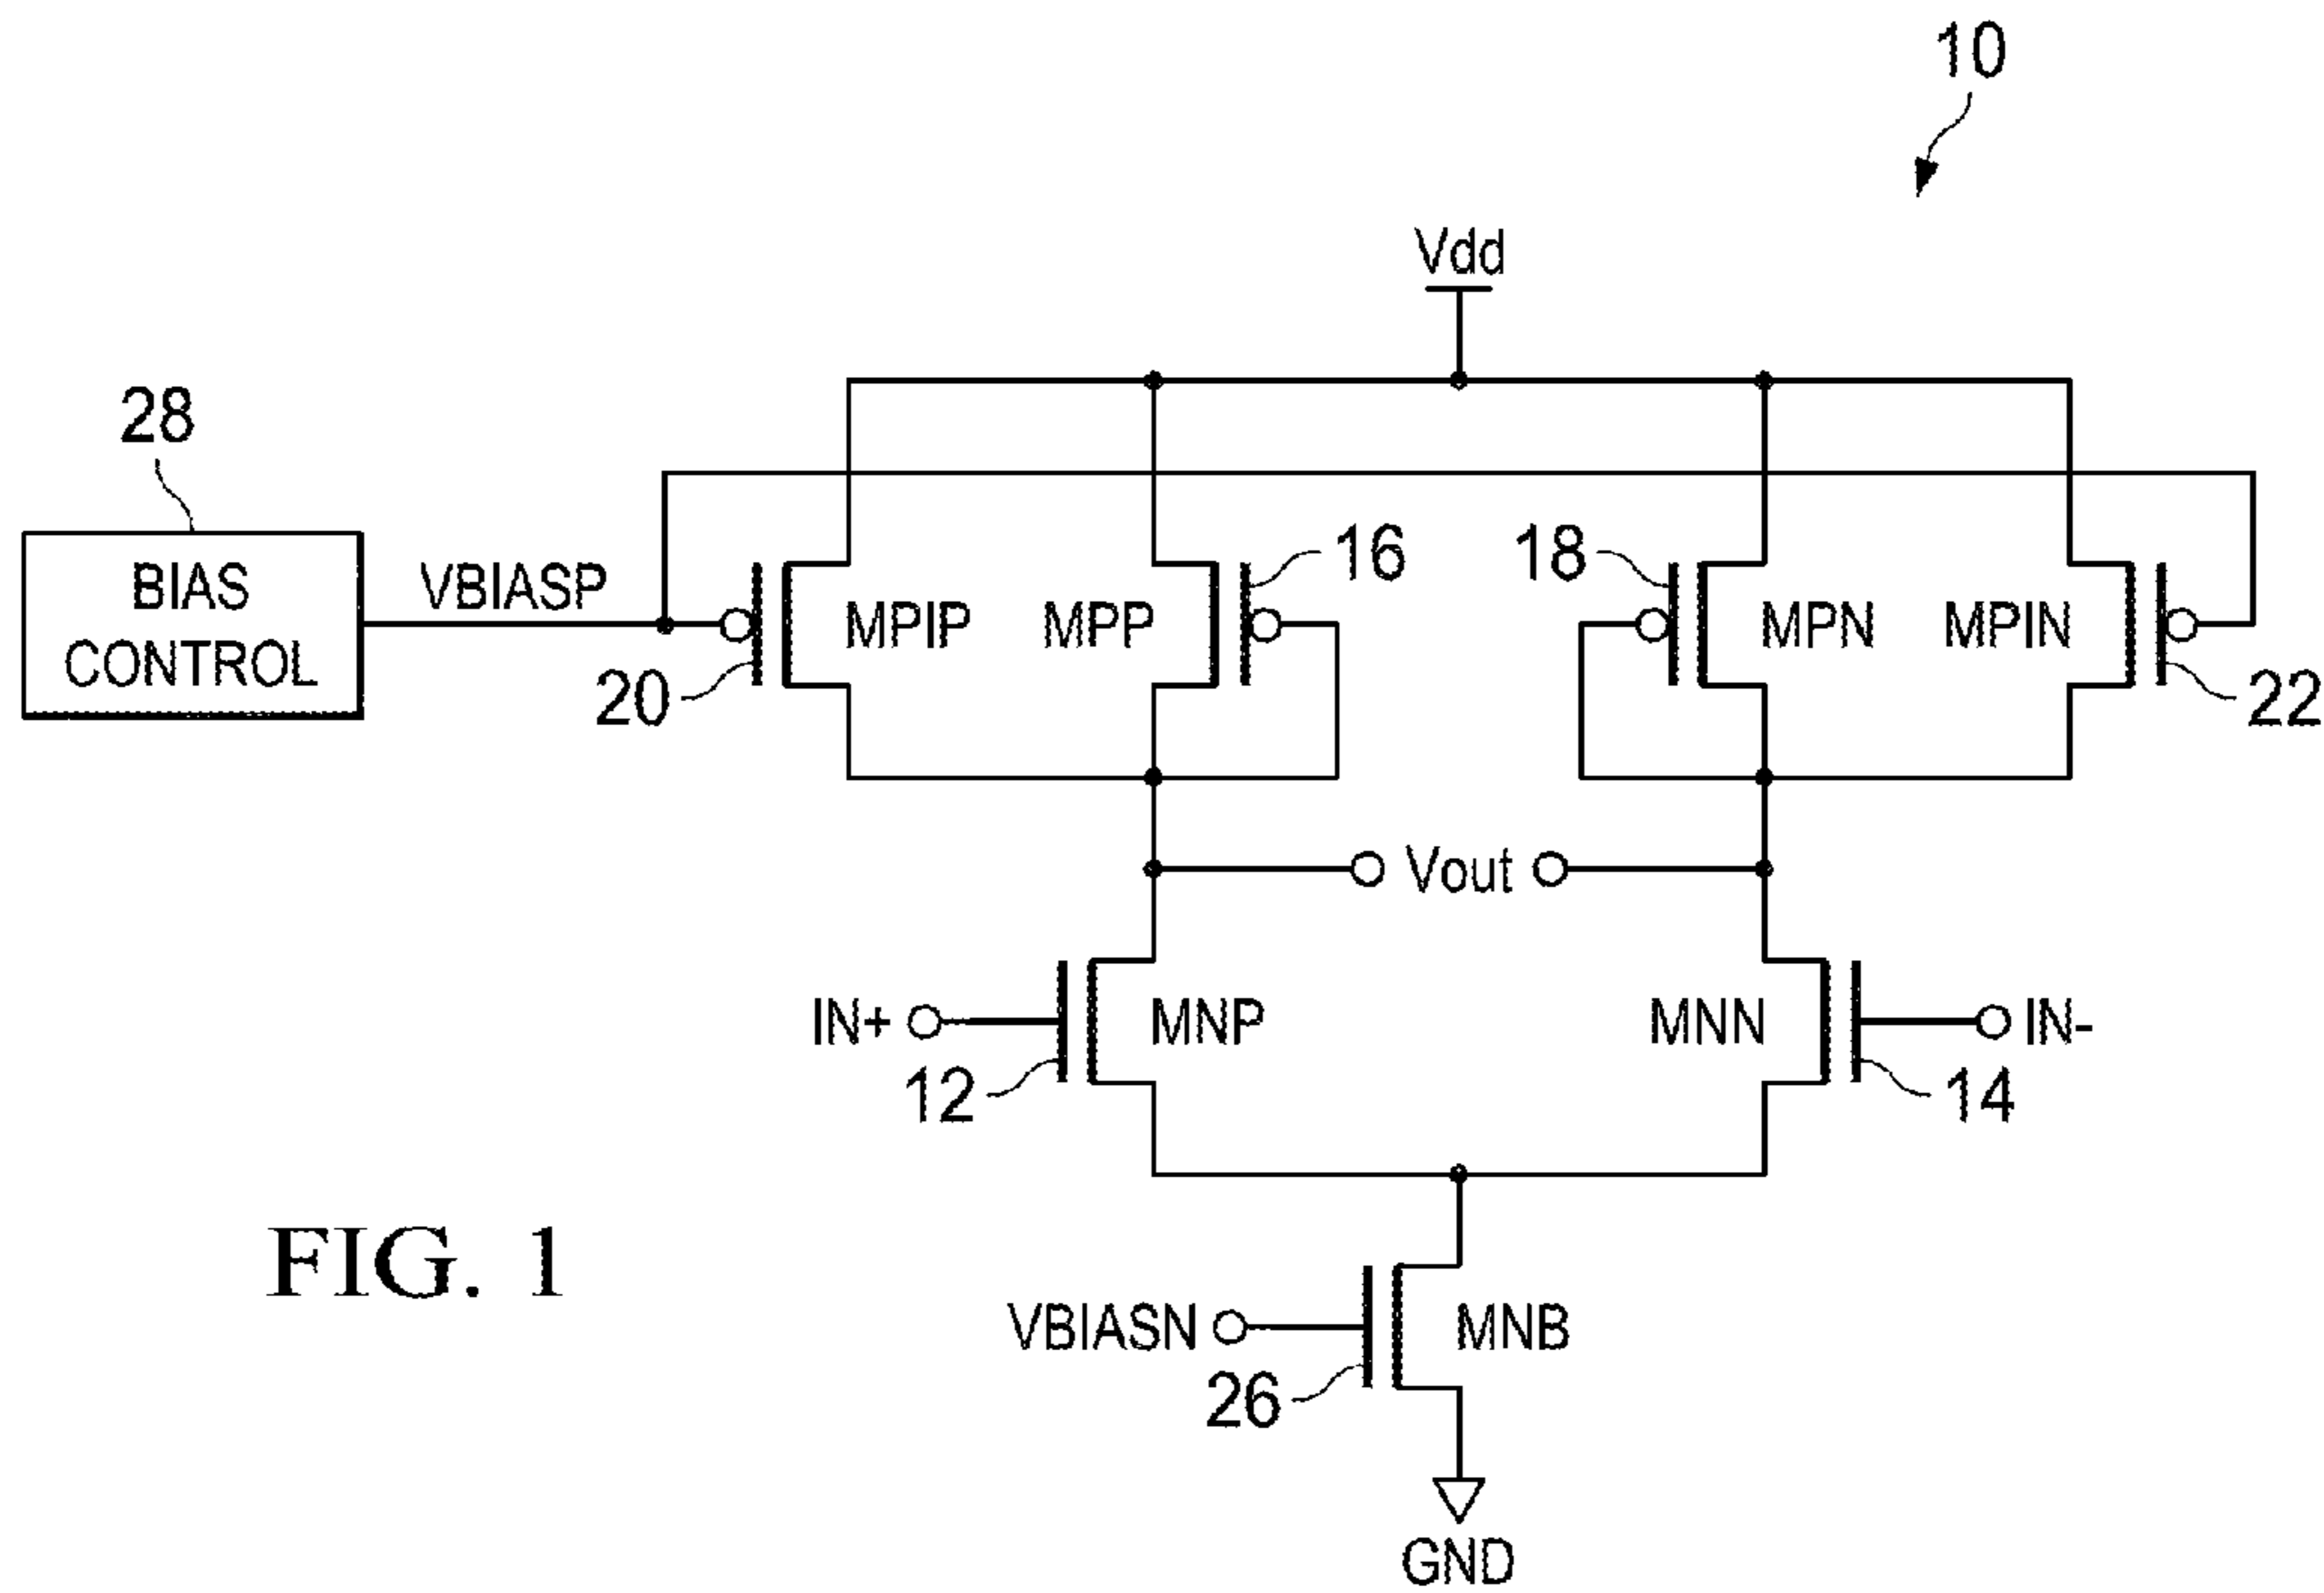 10
Vdd
28
BIAS
CONTROL
VBIASP
16
18
MPIP
MPP
MPN
MPIN
20
22
Vout
IN+
MNP
MNN
IN-
12
14
FIG. 1
VBIASN
MNB
26
GND